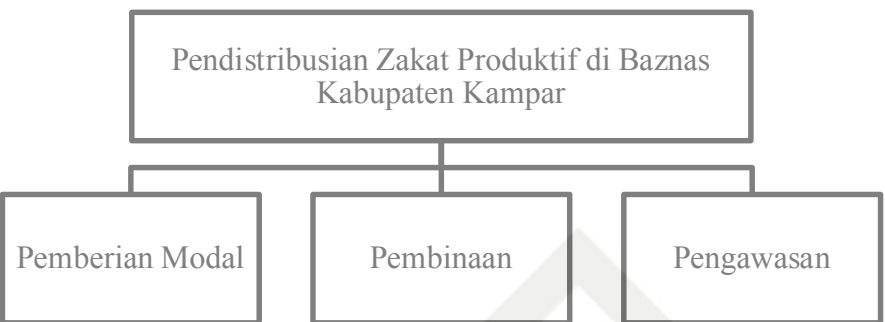 Pendistribusian Zakat Produktif di Baznas
Kabupaten Kampar
Pemberian Modal
Pembinaan
Pengawasan